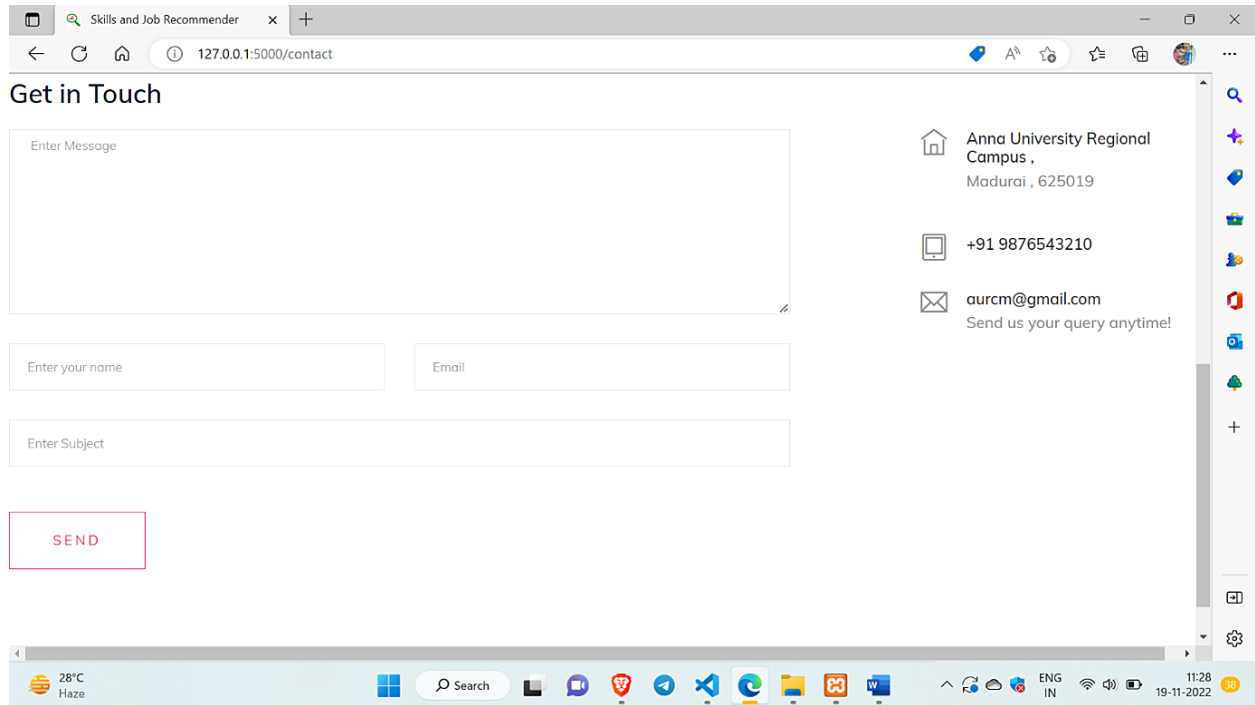 Skills and Job Recommender
127.0.0.1:5000/contact
Get in Touch
Enter Message
Anna University Regional
Campus ,
Madurai , 625019
+91 9876543210
aurcm@gmail.com
Send us your query anytime!
Enter your name
Email
Enter Subject
SEND
28°C
Haze
Search
ENG
IN
11:28
19-11-2022
38